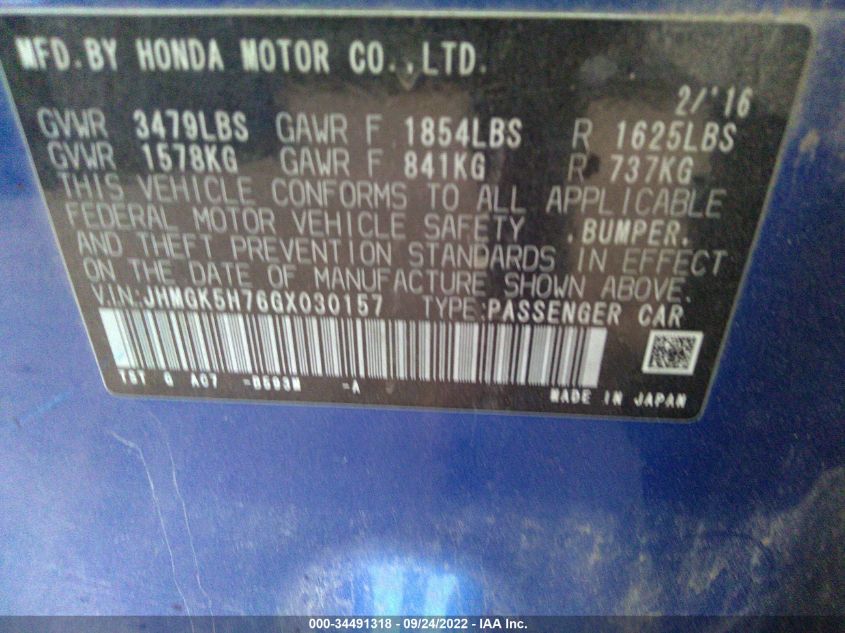 MFD. BY HONDA MOTOR CO., LTD.
2/'16
GVWR 3479LBS GAWR F 1854LBS R 1625LBS
GVWR 1578KG GAWR F 841KG R 737KG
THIS VEHICLE CONFORMS TO ALL APPLICABLE
FEDERAL MOTOR VEHICLE SAFETY , BUMPER,
AND THEFT PREVENTION STANDARDS IN EFFECT
ON THE DATE OF MANUFACTURE SHOWN ABOVE.
V.I.N: JHMGK5H76GX030157 TYPE: PASSENGER CAR
A07 -B593M -A
MADE IN JAPAN
000-34491318 - 09/24/2022 - IAA Inc.